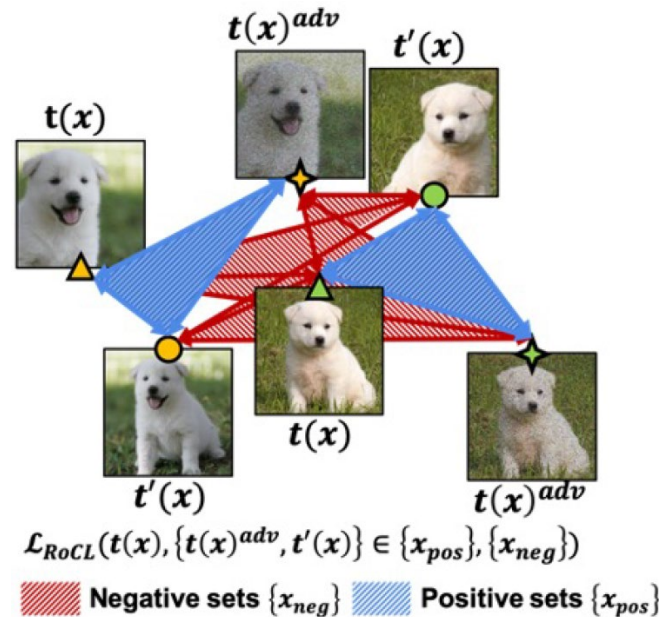 t(x)^adv
t′(x)
t(x)
t(x)
t′(x)
t(x)^adv
ℒ_RoCL(t(x), {t(x)^adv, t′(x)} ∈ {x_pos}, {x_neg})
Negative sets {x_neg} Positive sets {x_pos}